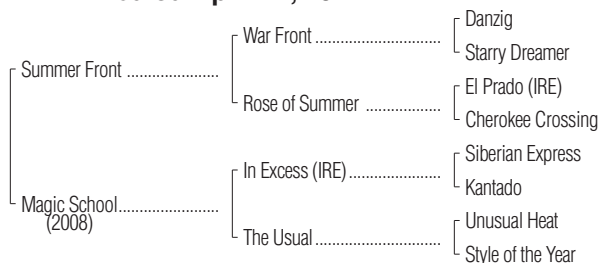 Danzig
War Front ....................
Starry Dreamer
Summer Front ......................
El Prado (IRE)
Rose of Summer ..................
Cherokee Crossing
Siberian Express
In Excess (IRE)......................
Kantado
Magic School........................
(2008)
Unusual Heat
The Usual ..............................
Style of the Year